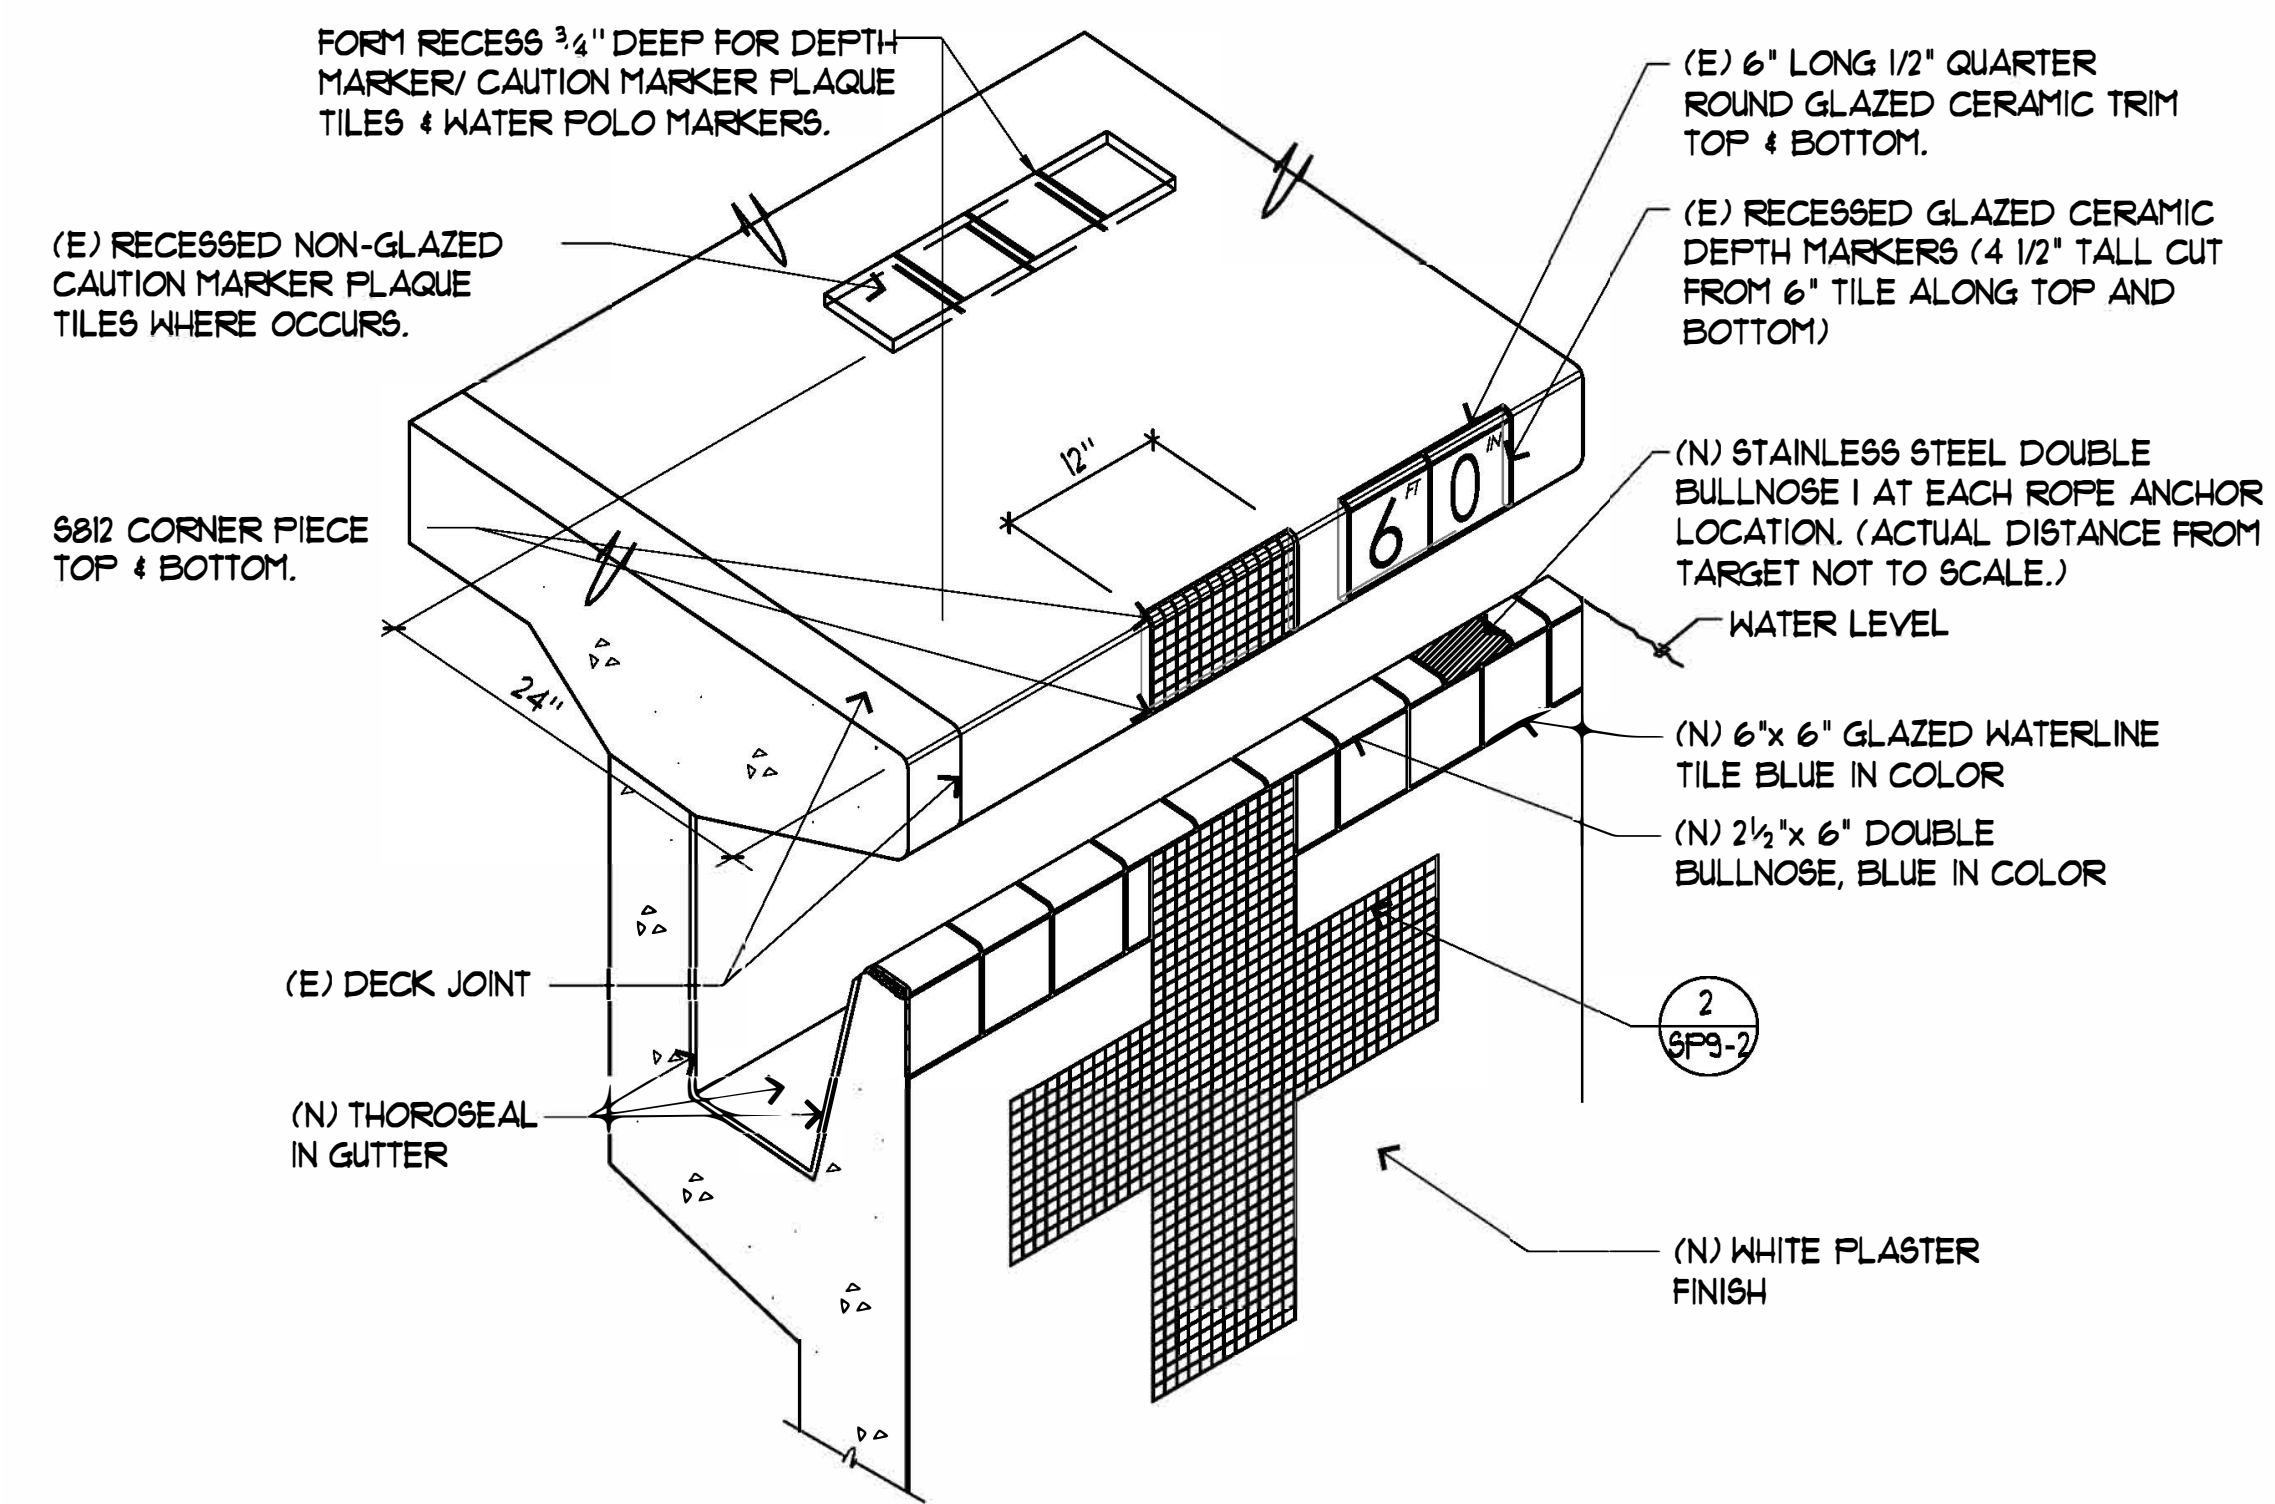 FORM RECESS 3/4" DEEP FOR DEPTH
MARKER/ CAUTION MARKER PLAQUE
TILES & WATER POLO MARKERS.
(E) RECESSED NON-GLAZED
CAUTION MARKER PLAQUE
TILES WHERE OCCURS.
S812 CORNER PIECE
TOP & BOTTOM.
24"
12"
6 FT
0 IN
(E) DECK JOINT
(N) THOROSEAL
IN GUTTER
(E) 6" LONG 1/2" QUARTER
ROUND GLAZED CERAMIC TRIM
TOP & BOTTOM.
(E) RECESSED GLAZED CERAMIC
DEPTH MARKERS (4 1/2" TALL CUT
FROM 6" TILE ALONG TOP AND
BOTTOM)
(N) STAINLESS STEEL DOUBLE
BULLNOSE 1 AT EACH ROPE ANCHOR
LOCATION. (ACTUAL DISTANCE FROM
TARGET NOT TO SCALE.)
WATER LEVEL
(N) 6"x 6" GLAZED WATERLINE
TILE BLUE IN COLOR
(N) 2 1/2"x 6" DOUBLE
BULLNOSE, BLUE IN COLOR
2
SP9-2
(N) WHITE PLASTER
FINISH